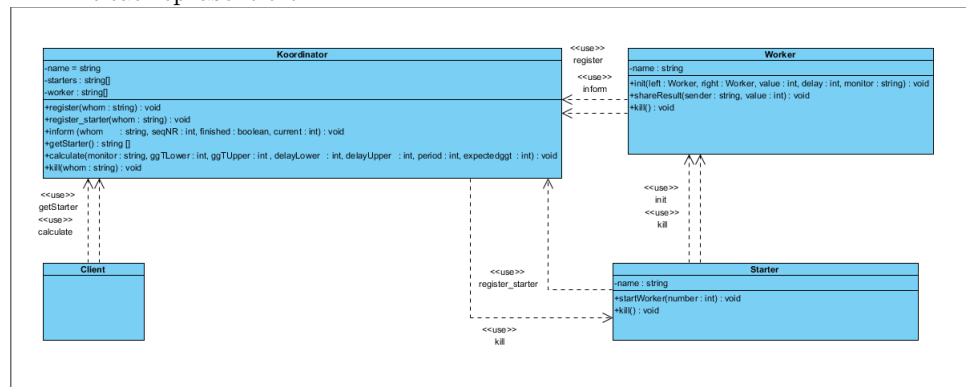 Koordinator
-name = string
-starters : string[]
-worker : string[]
+register(whom : string) : void
+register_starter(whom : string) : void
+inform (whom : string, seqNR : int, finished : boolean, current : int) : void
+getStarter() : string []
+calculate(monitor : string, ggTLower : int, ggTUpper : int , delayLower : int, delayUpper : int, period : int, expectedggt : int) : void
+kill(whom : string) : void
<<use>>
register
<<use>>
inform
Worker
-name : string
+init(left : Worker, right : Worker, value : int, delay : int, monitor : string) : void
+shareResult(sender : string, value : int) : void
+kill() : void
<<use>>
getStarter
<<use>>
calculate
<<use>>
init
<<use>>
kill
Client
<<use>>
register_starter
<<use>>
kill
Starter
-name : string
+startWorker(number : int) : void
+kill() : void